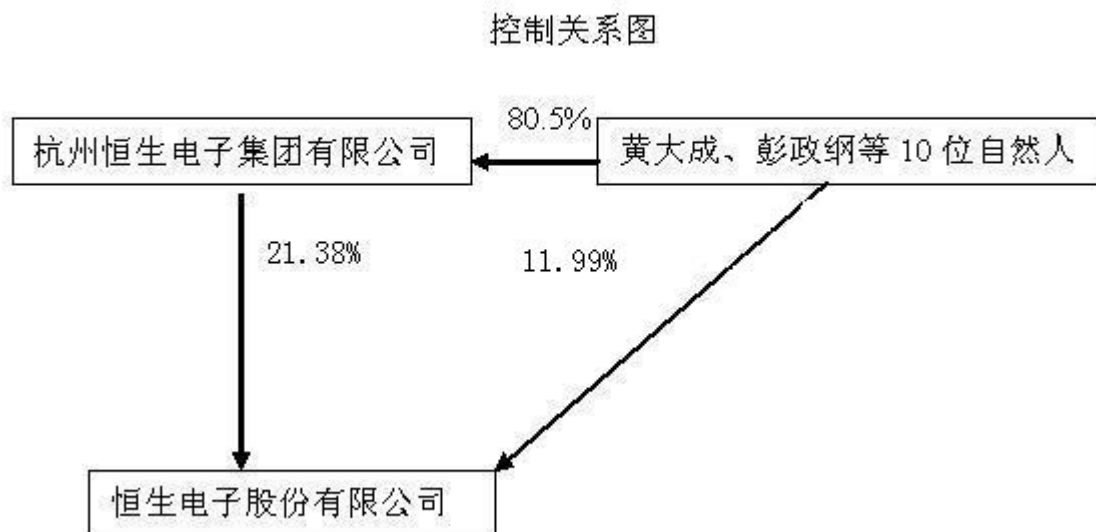 控制关系图
80.5%
杭州恒生电子集团有限公司
黄大成、彭政纲等 10 位自然人
21.38%
11.99%
恒生电子股份有限公司